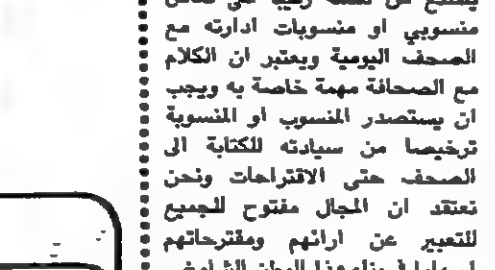 منسوبي او منسوبات ادارته مع
الصحف اليومية ويعتبر ان الكلام
مع الصحافة مهمة خاصة به ويجب
ان يستصدر المنسوب او المنسوبة
ترخيصا من سيادته للكتابة الى
الصحف حتى الاقتراحات ونحن
نعتقد ان المجال مفتوح للجميع
للتعبير عن ارائهم ومقترحاتهم